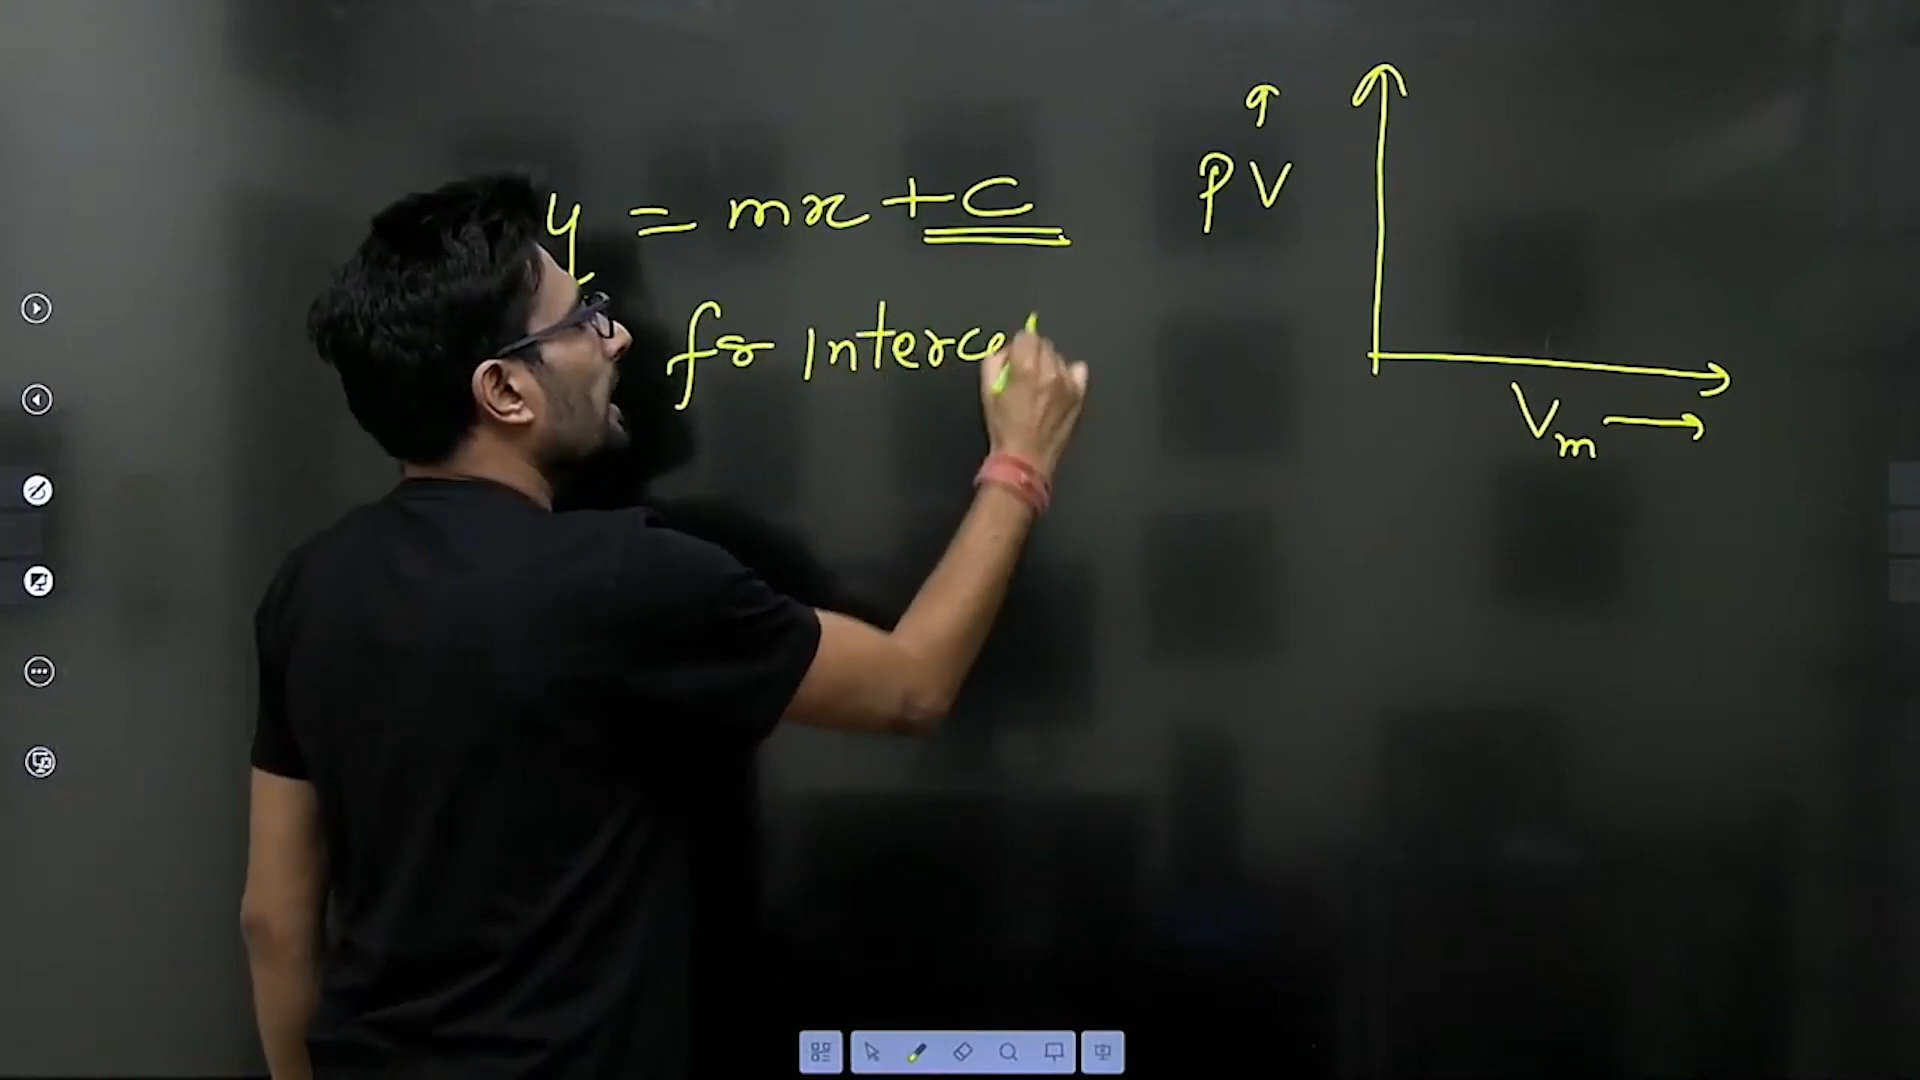 y = mx + C
for Interce
PV
Vm